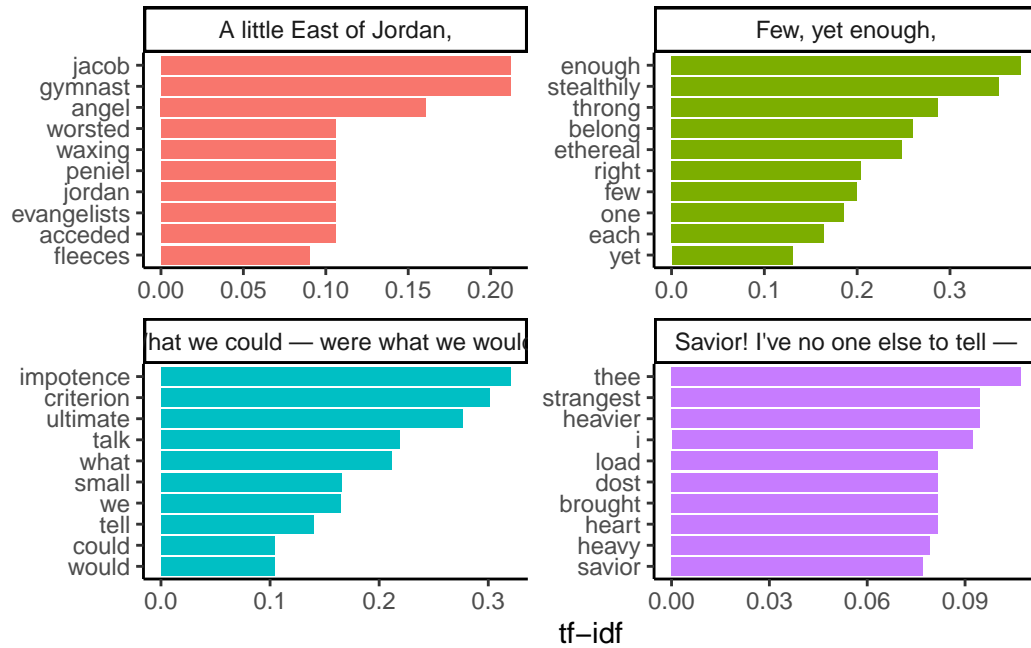 A little East of Jordan,
jacob
gymnast
angel
worsted
waxing
peniel
jordan
evangelists
acceded
fleeces
0.00 0.05 0.10 0.15 0.20
Few, yet enough,
enough
stealthily
throng
belong
ethereal
right
few
one
each
yet
0.0 0.1 0.2 0.3
hat we could — were what we would
impotence
criterion
ultimate
talk
what
small
we
tell
could
would
0.0 0.1 0.2 0.3
Savior! I've no one else to tell —
thee
strangest
heavier
i
load
dost
brought
heart
heavy
savior
0.00 0.03 0.06 0.09
tf−idf